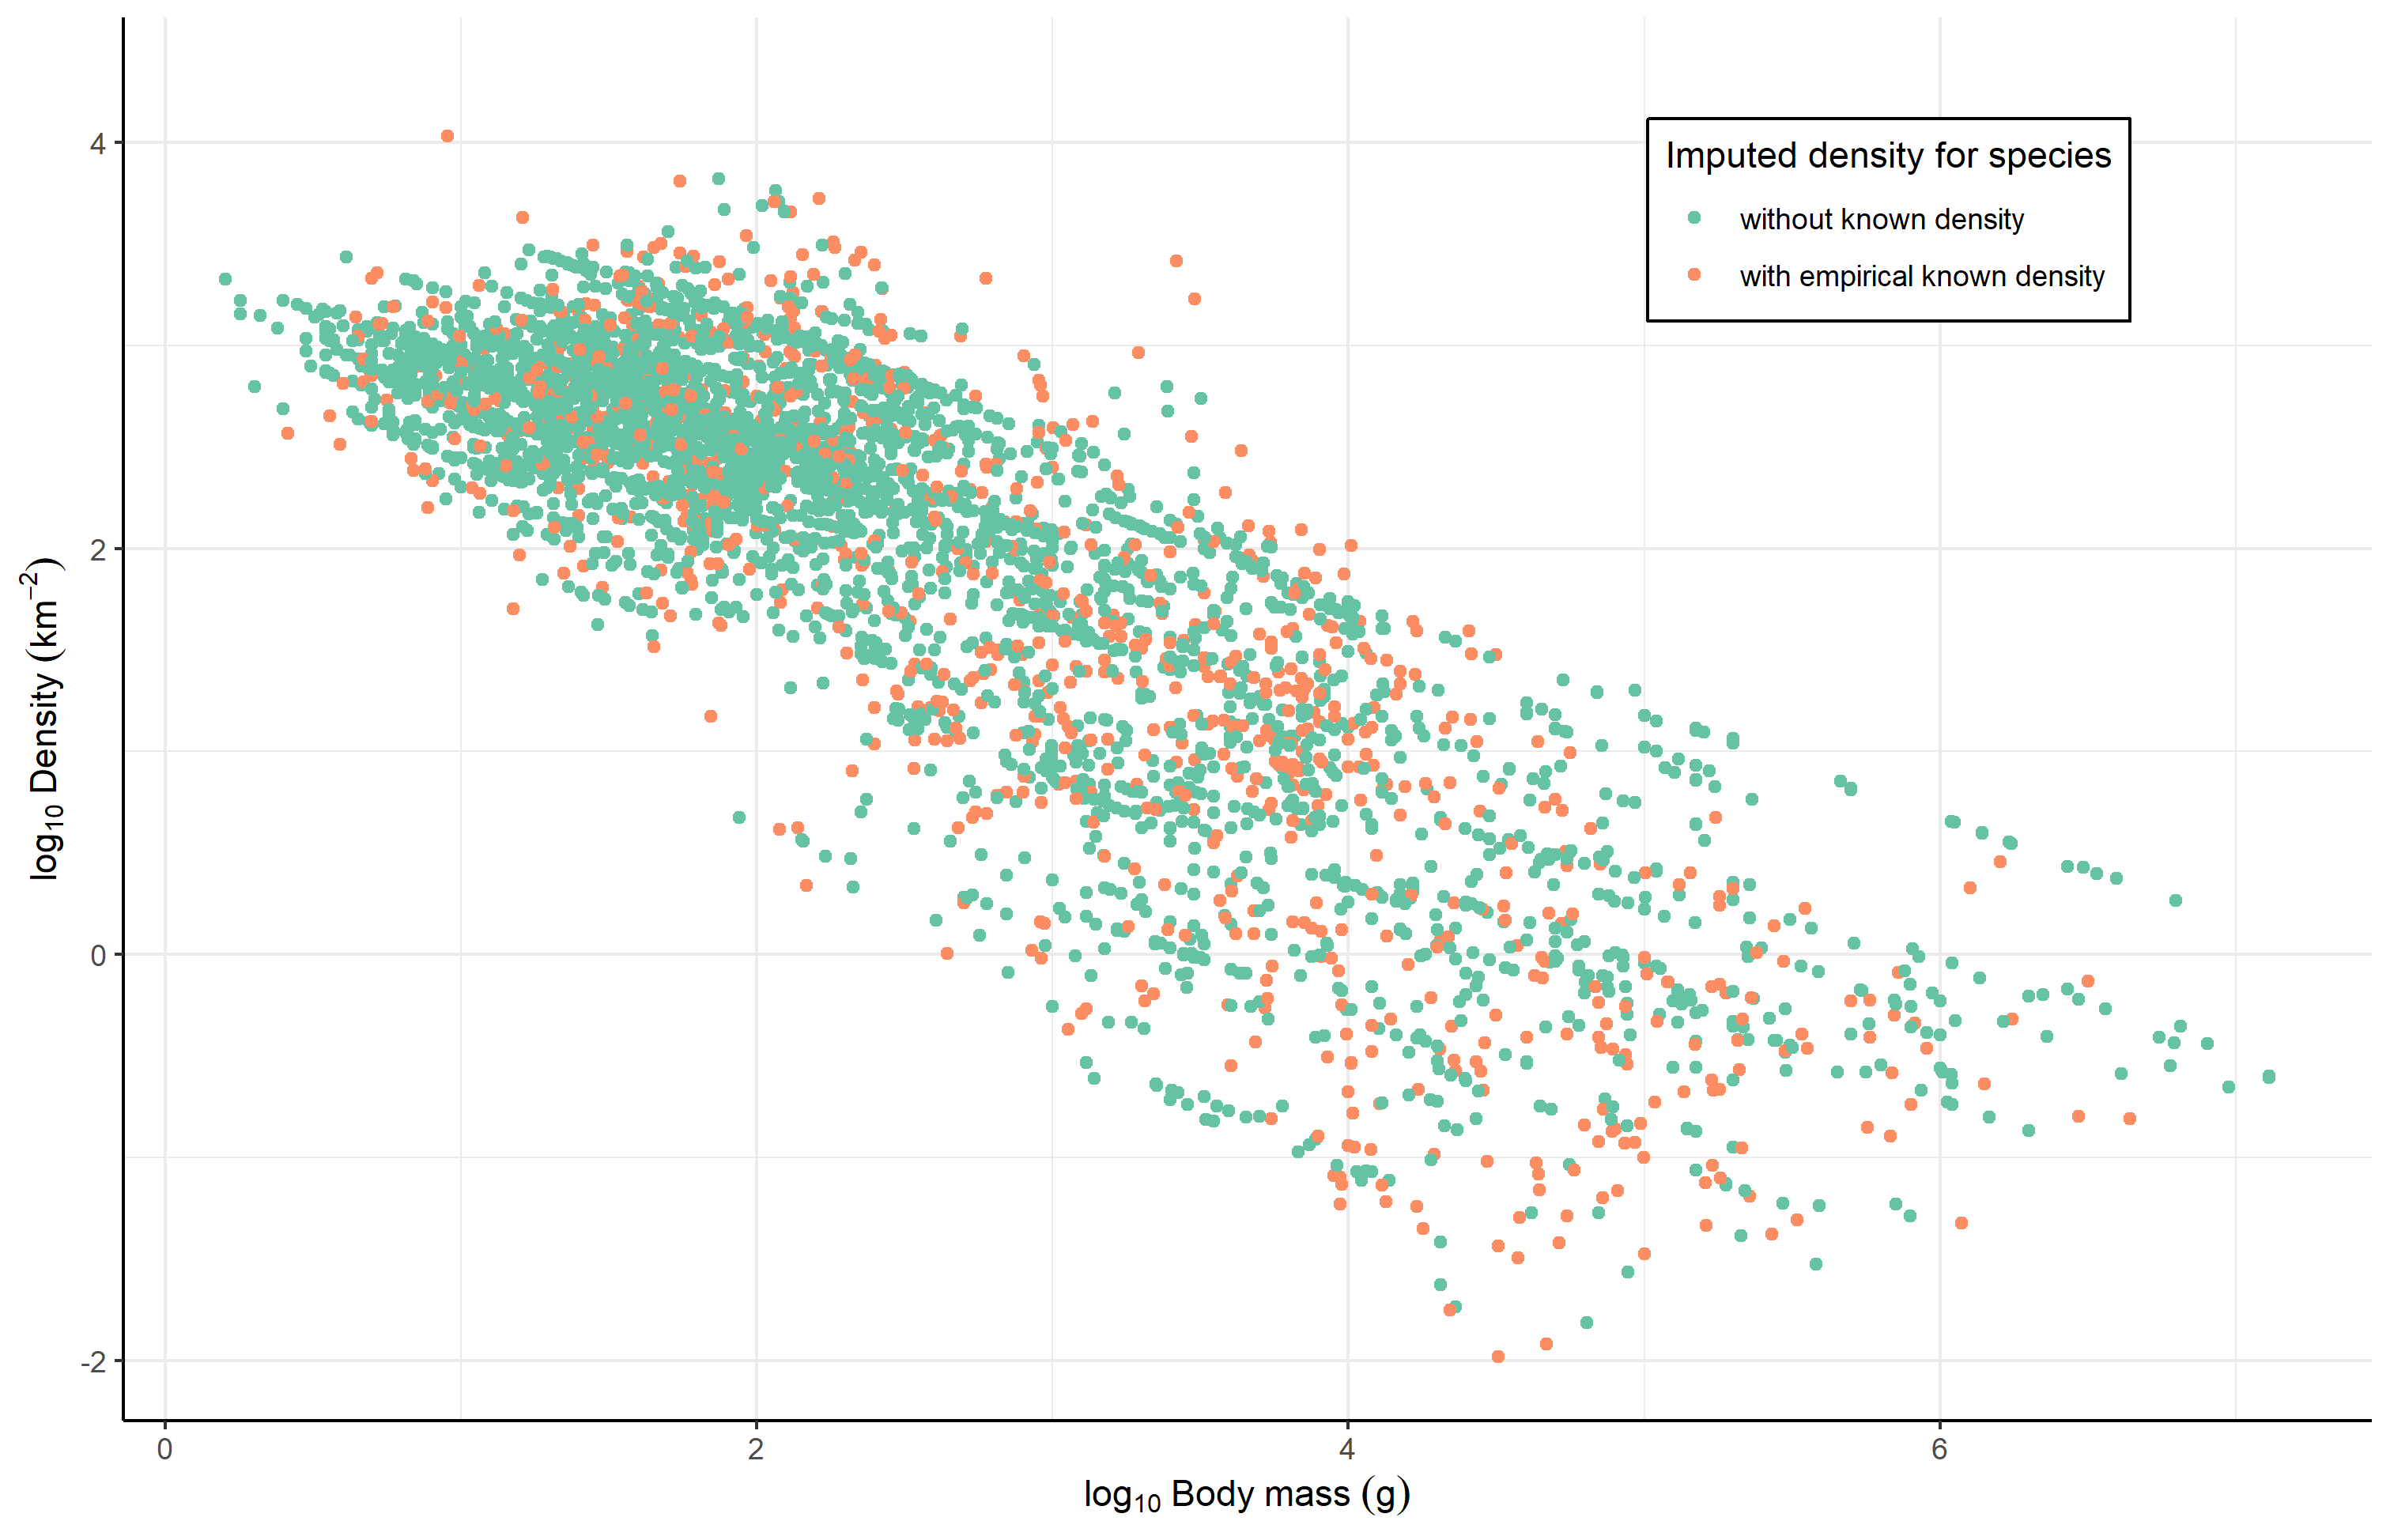 4
2
0
-2
log₁₀ Density (km⁻²)
0
2
4
6
log₁₀ Body mass (g)
Imputed density for species
without known density
with empirical known density